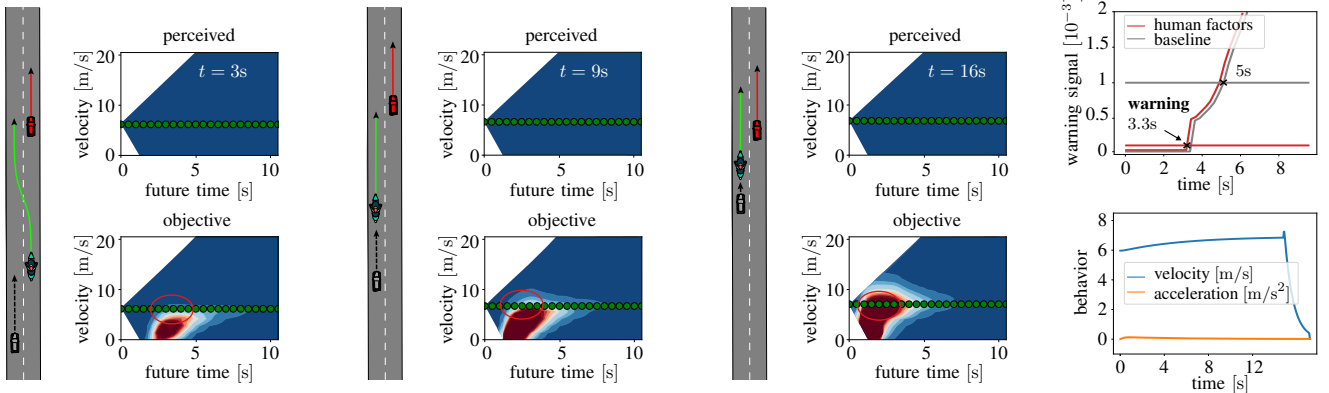 perceived
t = 3s
velocity [m/s]
20
10
0
0
5
10
future time [s]
objective
velocity [m/s]
20
10
0
0
5
10
future time [s]
perceived
t = 9s
velocity [m/s]
20
10
0
5
10
future time [s]
objective
velocity [m/s]
20
10
0
0
5
10
future time [s]
perceived
t = 16s
velocity [m/s]
20
10
0
5
10
future time [s]
objective
velocity [m/s]
20
10
0
0
5
10
future time [s]
warning signal [10⁻³
2
1
0.5
0
human factors
baseline
5s
warning
3.3s
0
2
4
6
8
time [s]
behavior
8
6
4
2
0
velocity [m/s]
acceleration [m/s²]
0
4
8
12
time [s]